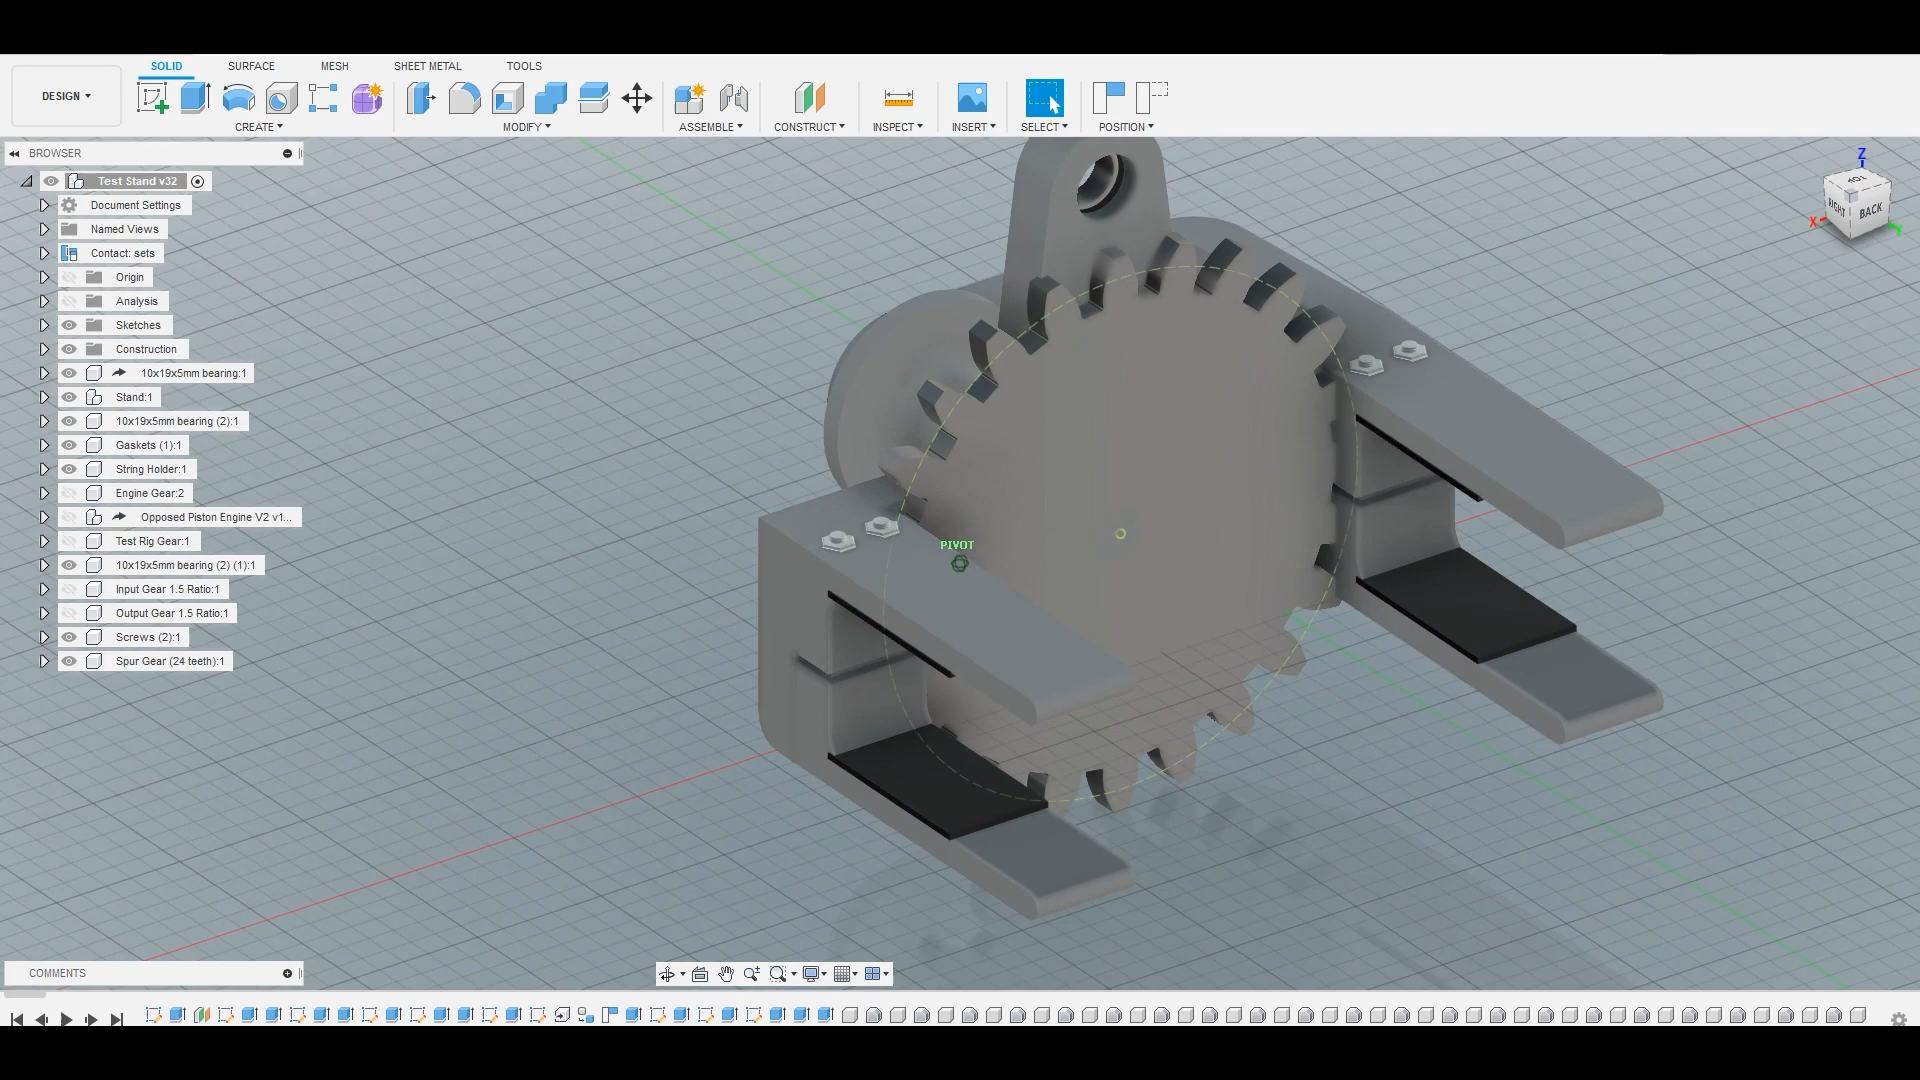 SOLID SURFACE MESH SHEET METAL TOOLS
DESIGN
CREATE MODIFY ASSEMBLE CONSTRUCT INSPECT INSERT SELECT POSITION
BROWSER
Test Stand v32
Document Settings
Named Views
Contact: sets
Origin
Analysis
Sketches
Construction
10x19x5mm bearing:1
Stand:1
10x19x5mm bearing (2):1
Gaskets (1):1
String Holder:1
Engine Gear:2
Opposed Piston Engine V2 v1...
Test Rig Gear:1
10x19x5mm bearing (2) (1):1
Input Gear 1.5 Ratio:1
Output Gear 1.5 Ratio:1
Screws (2):1
Spur Gear (24 teeth):1
PIVOT
Z
TOP
RIGHT
BACK
X
Y
COMMENTS